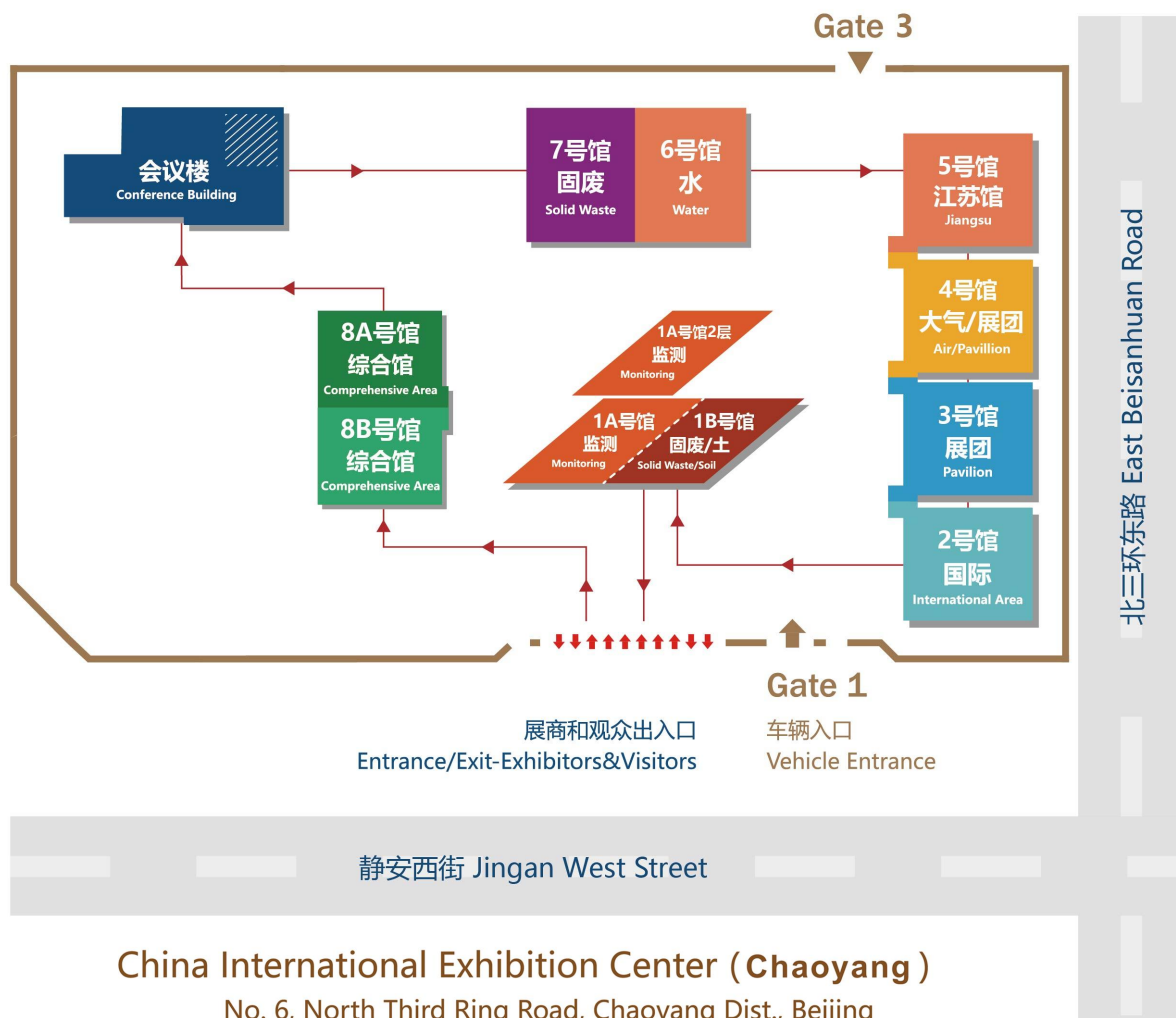 Gate 3
会议楼
Conference Building
7号馆
固废
Solid Waste
6号馆
水
Water
5号馆
江苏馆
Jiangsu
4号馆
大气/展团
Air/Pavillion
3号馆
展团
Pavilion
2号馆
国际
International Area
8A号馆
综合馆
Comprehensive Area
8B号馆
综合馆
Comprehensive Area
1A号馆2层
监测
Monitoring
1A号馆
监测
Monitoring
1B号馆
固废/土
Solid Waste/Soil
北三环东路 East Beisanhuan Road
Gate 1
车辆入口
Vehicle Entrance
展商和观众出入口
Entrance/Exit-Exhibitors&Visitors
静安西街 Jingan West Street
China International Exhibition Center (Chaoyang)
No. 6, North Third Ring Road, Chaoyang Dist., Beijing